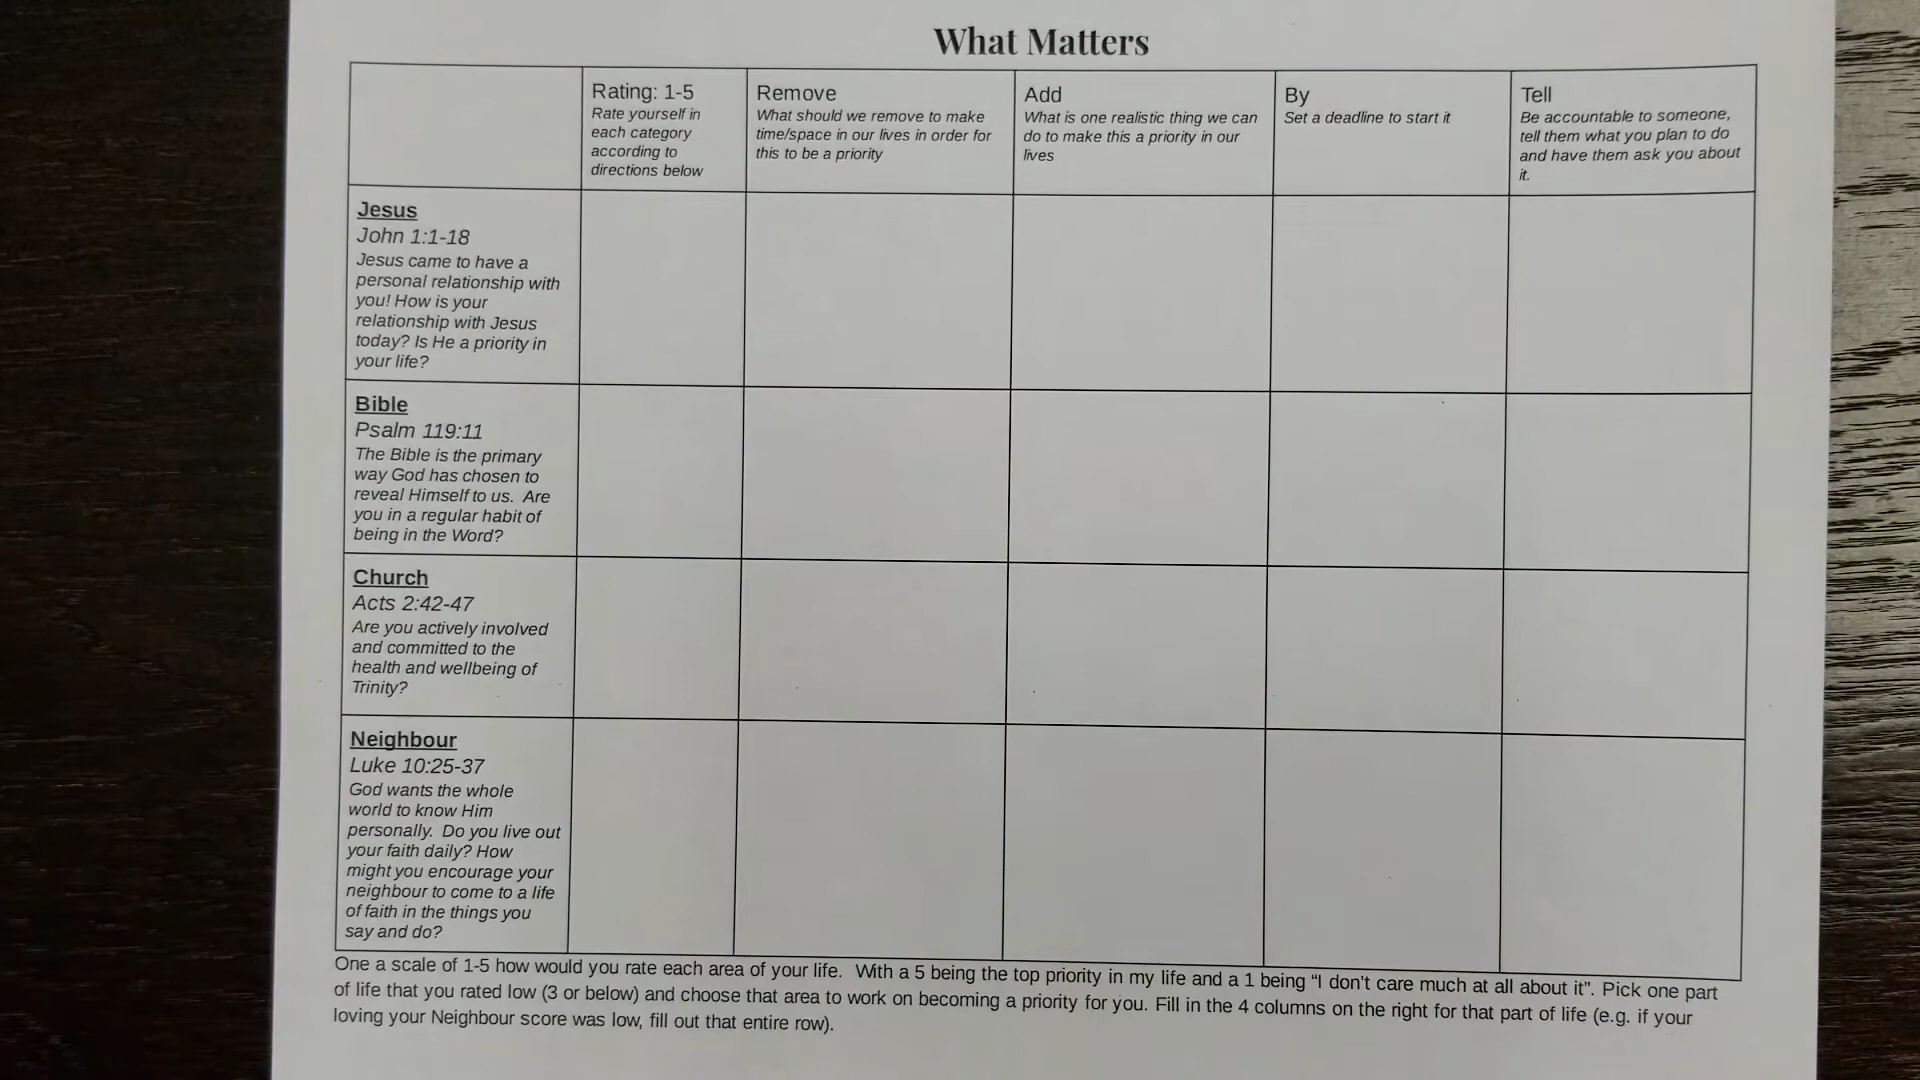 What Matters
Rating: 1-5
Rate yourself in
each category
according to
directions below
Remove
What should we remove to make
time/space in our lives in order for
this to be a priority
Add
What is one realistic thing we can
do to make this a priority in our
lives
By
Set a deadline to start it
Tell
Be accountable to someone,
tell them what you plan to do
and have them ask you about
it.
Jesus
John 1:1-18
Jesus came to have a
personal relationship with
you! How is your
relationship with Jesus
today? Is He a priority in
your life?
Bible
Psalm 119:11
The Bible is the primary
way God has chosen to
reveal Himself to us.  Are
you in a regular habit of
being in the Word?
Church
Acts 2:42-47
Are you actively involved
and committed to the
health and wellbeing of
Trinity?
Neighbour
Luke 10:25-37
God wants the whole
world to know Him
personally.  Do you live out
your faith daily? How
might you encourage your
neighbour to come to a life
of faith in the things you
say and do?
One a scale of 1-5 how would you rate each area of your life.  With a 5 being the top priority in my life and a 1 being “I don’t care much at all about it”. Pick one part
of life that you rated low (3 or below) and choose that area to work on becoming a priority for you. Fill in the 4 columns on the right for that part of life (e.g. if your
loving your Neighbour score was low, fill out that entire row).